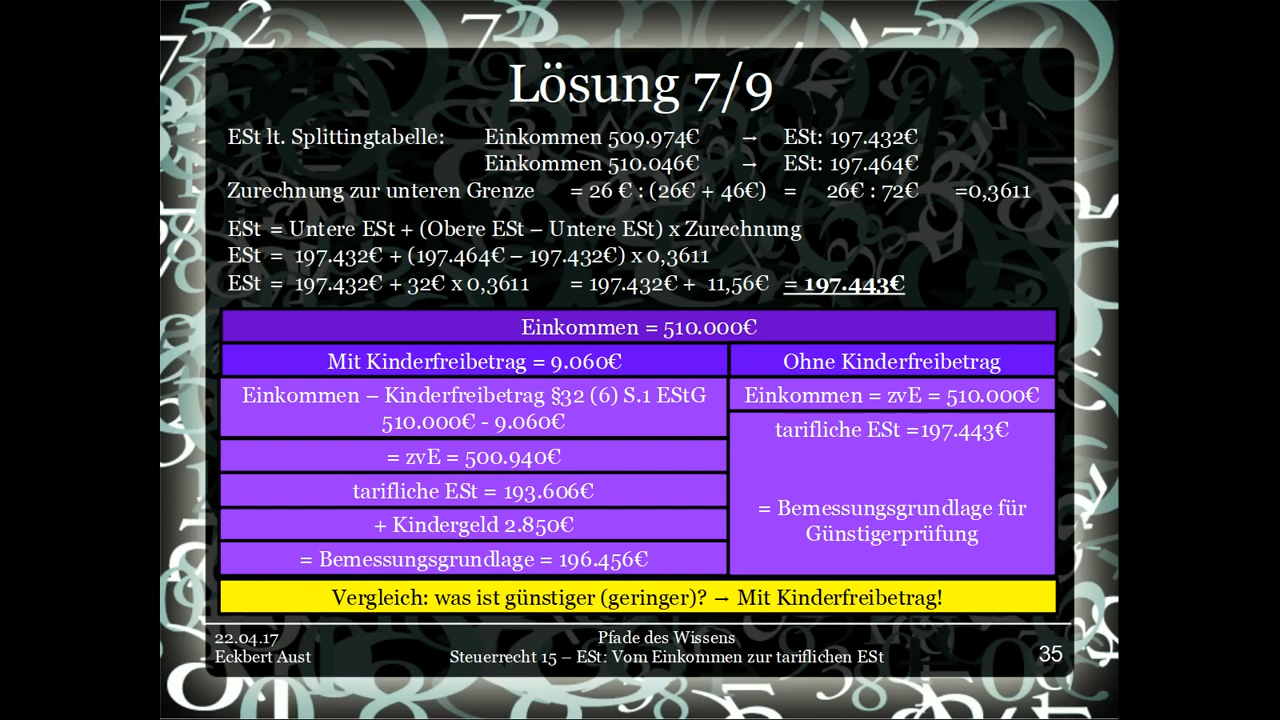 Lösung 7/9
ESt lt. Splittingtabelle: Einkommen 509.974€ → ESt: 197.432€
Einkommen 510.046€ → ESt: 197.464€
Zurechnung zur unteren Grenze = 26 € : (26€ + 46€) = 26€ : 72€ =0,3611
ESt = Untere ESt + (Obere ESt – Untere ESt) x Zurechnung
ESt = 197.432€ + (197.464€ – 197.432€) x 0,3611
ESt = 197.432€ + 32€ x 0,3611 = 197.432€ + 11,56€ = 197.443€
Einkommen = 510.000€
Mit Kinderfreibetrag = 9.060€
Einkommen – Kinderfreibetrag §32 (6) S.1 EStG
510.000€ - 9.060€
= zvE = 500.940€
tarifliche ESt = 193.606€
+ Kindergeld 2.850€
= Bemessungsgrundlage = 196.456€
Ohne Kinderfreibetrag
Einkommen = zvE = 510.000€
tarifliche ESt =197.443€
= Bemessungsgrundlage für
Günstigerprüfung
Vergleich: was ist günstiger (geringer)? → Mit Kinderfreibetrag!
22.04.17
Eckbert Aust
Pfade des Wissens
Steuerrecht 15 – ESt: Vom Einkommen zur tariflichen ESt
35